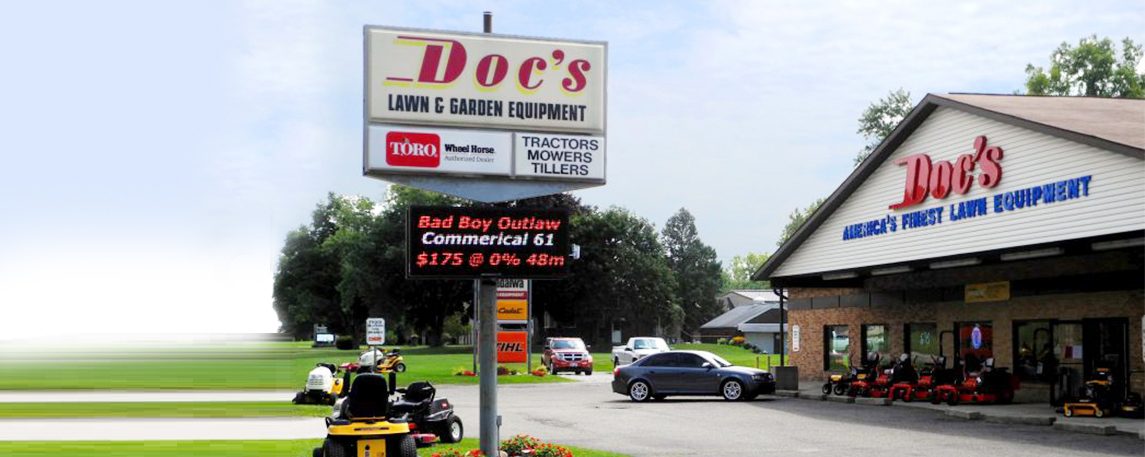 Doc's
LAWN & GARDEN EQUIPMENT
TORO
Wheel Horse
Authorized Dealer
TRACTORS
MOWERS
TILLERS
Bad Boy Outlaw
Commerical 61
$175 @ 0% 48m
Cub Cadet
Doc's
AMERICA'S FINEST LAWN EQUIPMENT